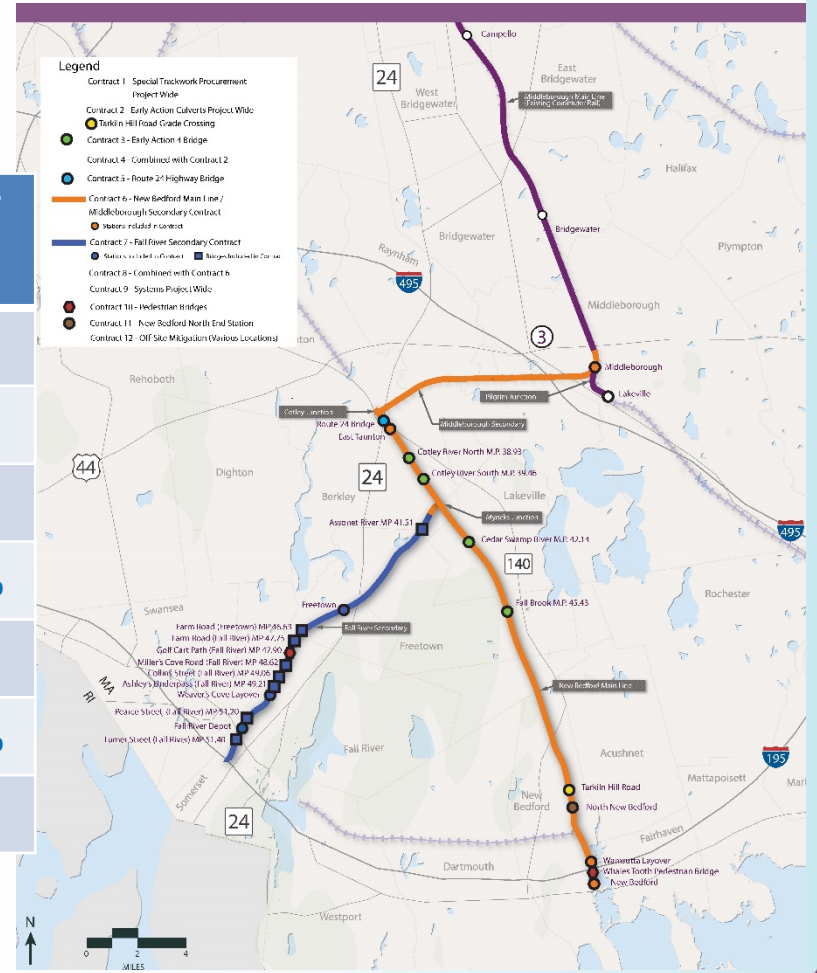 Legend
Contract 1 - Special Trackwork Procurement
Project Wide
Contract 2 - Early Action Culverts Project Wide
Tarkiln Hill Road Grade Crossing
Contract 3 - Early Action 4 Bridge
Contract 4 - Combined with Contract 2
Contract 5 - Route 24 Highway Bridge
Contract 6 - New Bedford Main Line /
Middleborough Secondary Contract
Stations Included in Contract
Contract 7 - Fall River Secondary Contract
Stations Included in Contract
Bridges Included in Contract
Contract 8 - Combined with Contract 6
Contract 9 - Systems Project Wide
Contract 10 - Pedestrian Bridges
Contract 11 - New Bedford North End Station
Contract 12 - Off-Site Mitigation (Various Locations)
Campello
24
West
Bridgewater
East
Bridgewater
Middleborough Main Line
(Existing Commuter Rail)
Halifax
Bridgewater
Bridgewater
Plympton
Raynham
495
Middleborough
3
Middleborough
Rehoboth
Pilgrim Junction
Lakeville
Cotley Junction
Middleborough Secondary
Route 24 Bridge
East Taunton
44
Dighton
24
Cotley River North M.P. 38.93
Cotley River South M.P. 39.46
Berkley
Lakeville
Myricks Junction
Assonet River MP 41.51
495
Cedar Swamp River M.P. 42.14
140
Rochester
Swansea
Freetown
Fall Brook M.P. 45.43
Farm Road (Freetown) MP 46.63
Fall River Secondary
Farm Road (Fall River) MP 47.25
Freetown
Golf Cart Path (Fall River) MP 47.90
Miller's Cove Road (Fall River) MP 48.62
Collins Street (Fall River) MP 49.06
Ashley's Underpass (Fall River) MP 49.21
Weaver's Cove Layover
MA
RI
New Bedford Main Line
Pearce Street (Fall River) MP 51.20
Fall River Depot
Turner Street (Fall River) MP 51.40
Fall River
Acushnet
195
Mattapoisett
Somerset
Tarkiln Hill Road
New
Bedford
North New Bedford
24
Fairhaven
Dartmouth
Wamsutta Layover
Whales Tooth Pedestrian Bridge
New Bedford
Westport
N
0 2 4
MILES